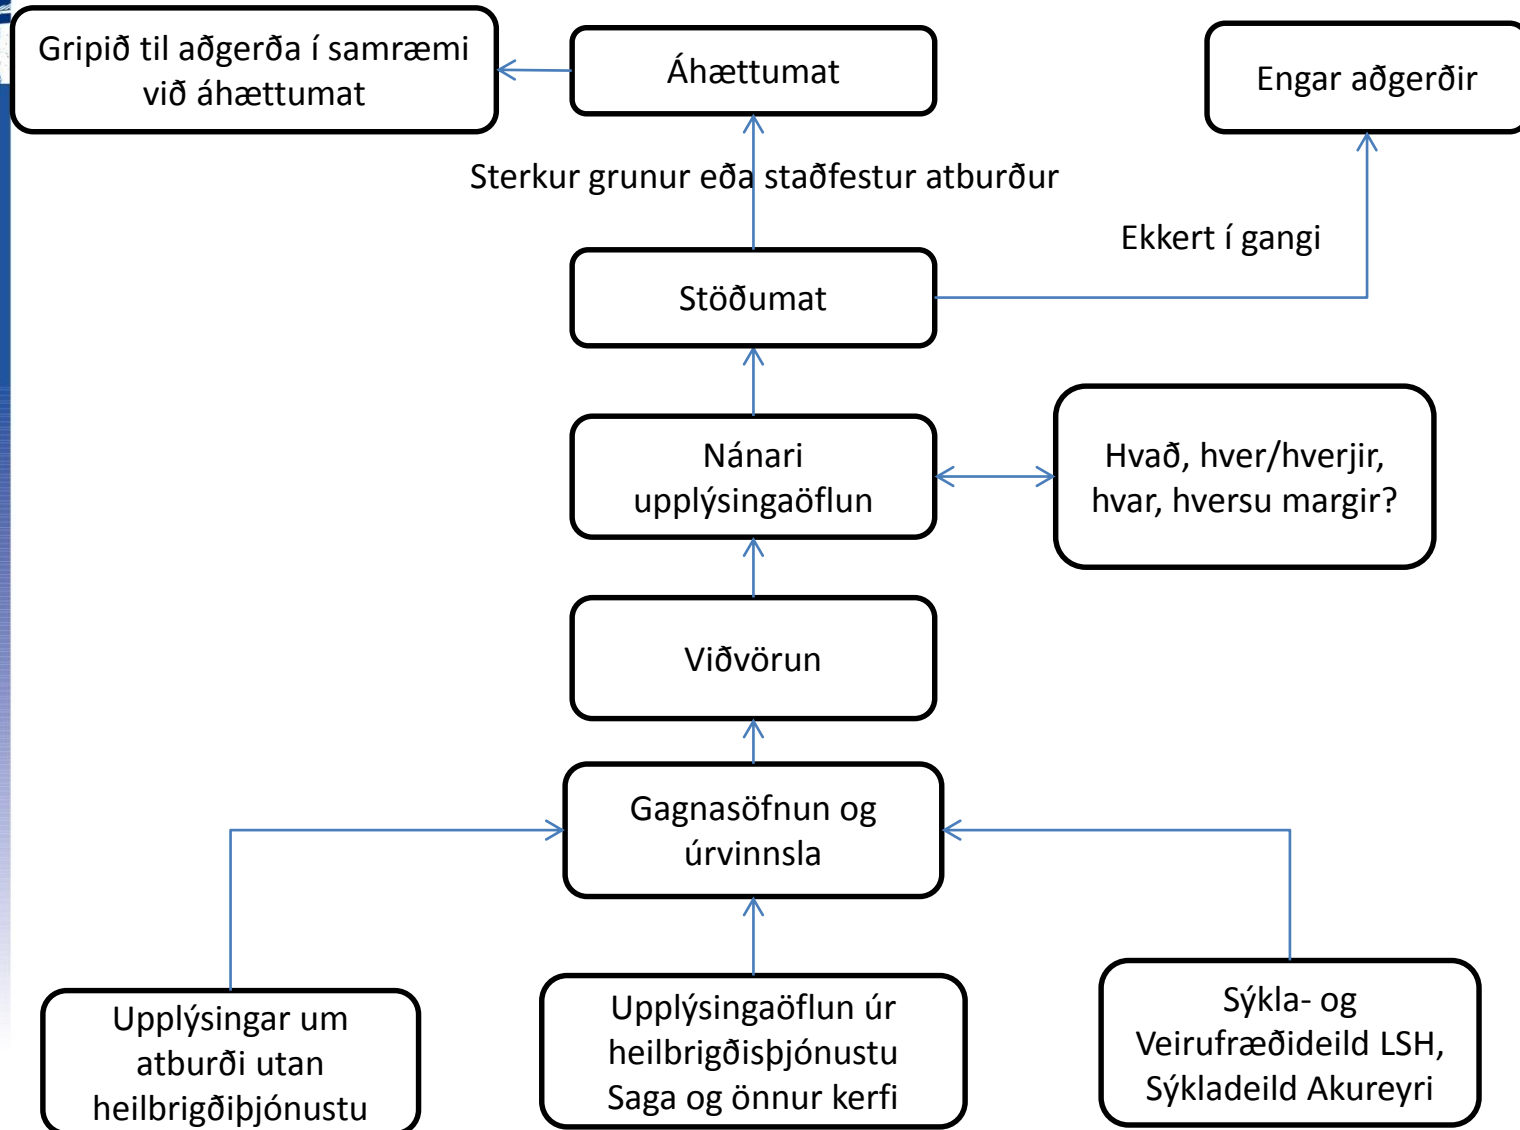 Gripið til aðgerða í samræmi
við áhættumat
Áhættumat
Engar aðgerðir
Sterkur grunur eða staðfestur atburður
Ekkert í gangi
Stöðumat
Nánari
upplýsingaöflun
Hvað, hver/hverjir,
hvar, hversu margir?
Viðvörun
Gagnasöfnun og
úrvinnsla
Upplýsingar um
atburði utan
heilbrigðiþjónustu
Upplýsingaöflun úr
heilbrigðisþjónustu
Saga og önnur kerfi
Sýkla- og
Veirufræðideild LSH,
Sýkladeild Akureyri